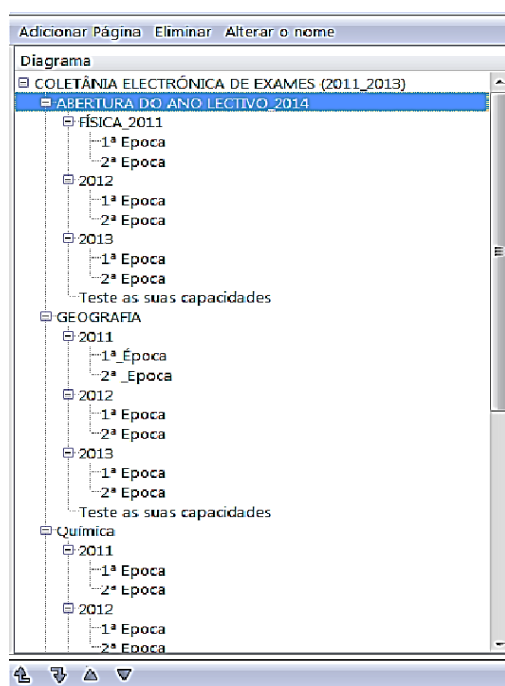 Adicionar Página Eliminar Alterar o nome
Diagrama
COLETÂNIA ELECTRÓNICA DE EXAMES (2011_2013)
ABERTURA DO ANO LECTIVO_2014
FÍSICA_2011
1ª Epoca
2ª Epoca
2012
1ª Epoca
2ª Epoca
2013
1ª Epoca
2ª Epoca
Teste as suas capacidades
GEOGRAFIA
2011
1ª_Época
2ª _Epoca
2012
1ª Epoca
2ª Epoca
2013
1ª Epoca
2ª Epoca
Teste as suas capacidades
Química
2011
1ª Epoca
2ª Epoca
2012
1ª Epoca
2ª Epoca